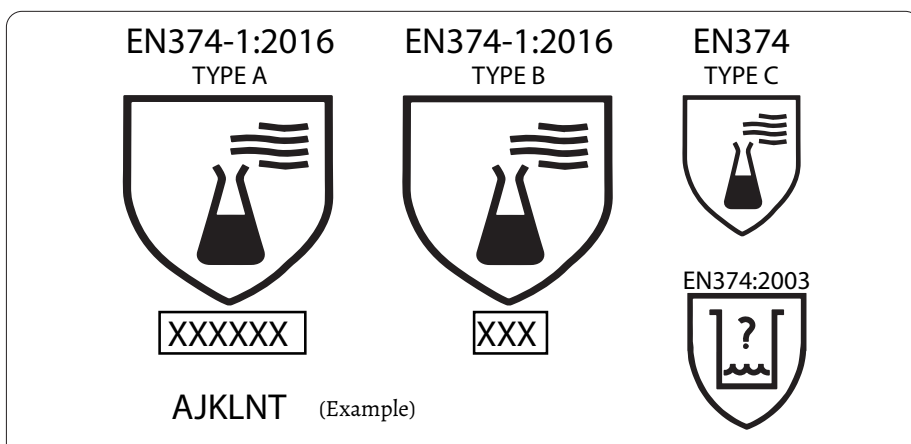 EN374-1:2016
TYPE A
XXXXXX
AJKLNT (Example)
EN374-1:2016
TYPE B
XXX
EN374
TYPE C
EN374:2003
?